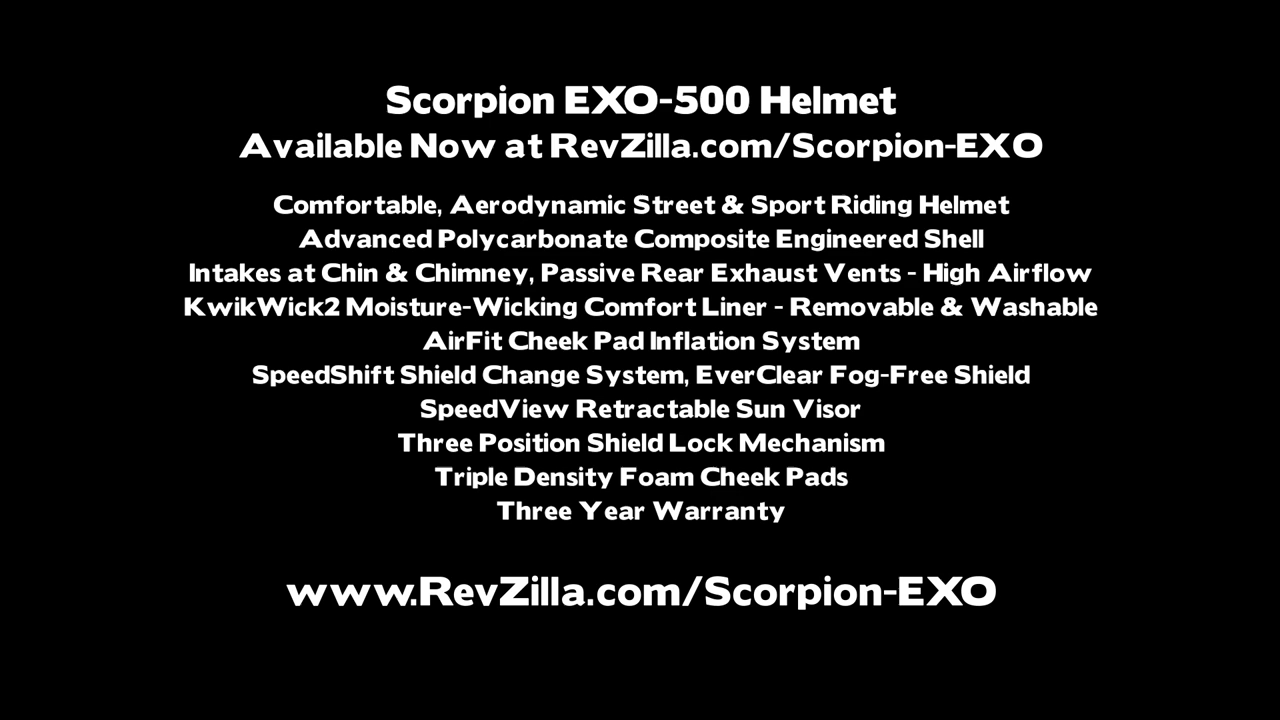 Scorpion EXO-500 Helmet
Available Now at RevZilla.com/Scorpion-EXO
Comfortable, Aerodynamic Street & Sport Riding Helmet
Advanced Polycarbonate Composite Engineered Shell
Intakes at Chin & Chimney, Passive Rear Exhaust Vents - High Airflow
KwikWick2 Moisture-Wicking Comfort Liner - Removable & Washable
AirFit Cheek Pad Inflation System
SpeedShift Shield Change System, EverClear Fog-Free Shield
SpeedView Retractable Sun Visor
Three Position Shield Lock Mechanism
Triple Density Foam Cheek Pads
Three Year Warranty
www.RevZilla.com/Scorpion-EXO